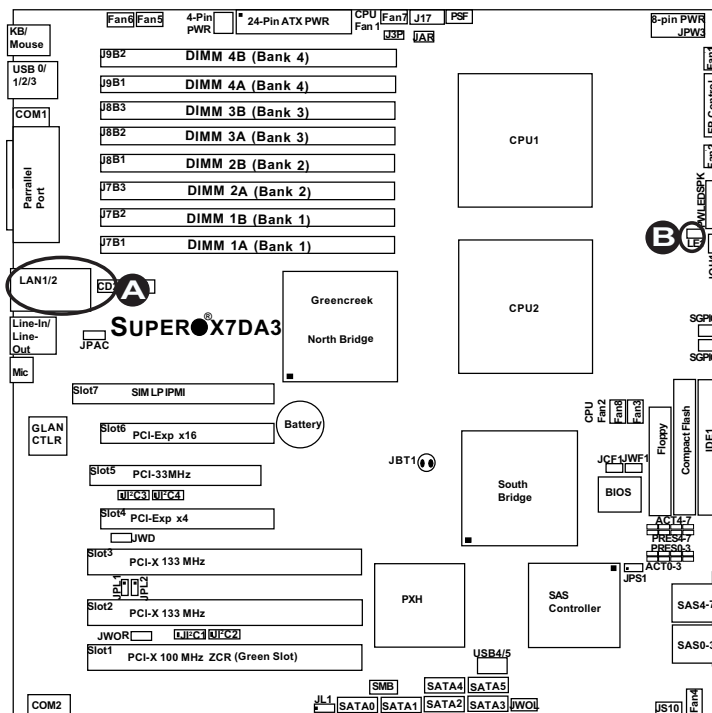 Fan6 Fan5 4-Pin PWR 24-Pin ATX PWR CPU Fan 1 Fan7 J17 PSF
J3P JAR
8-pin PWR JPW3
KB/ Mouse
USB 0/ 1/2/3
COM1
Parrallel Port
J9B2 DIMM 4B (Bank 4)
J9B1 DIMM 4A (Bank 4)
J8B3 DIMM 3B (Bank 3)
J8B2 DIMM 3A (Bank 3)
J8B1 DIMM 2B (Bank 2)
J7B3 DIMM 2A (Bank 2)
J7B2 DIMM 1B (Bank 1)
J7B1 DIMM 1A (Bank 1)
CPU1
PWLEDSPK
B
LAN1/2
A
SUPER®X7DA3
Greencreek
North Bridge
CPU2
Line-In/ Line- Out
JPAC
Mic
Slot7 SIMLP IPMI
GLAN CTLR
Slot6 PCI-Exp x16
Battery
CPU Fan2 Fan8 Fan3
Floppy
Compact Flash
JBT1
Slot5 PCI-33MHz
JI²C3 JI²C4
South Bridge
JCF1 JWF1
BIOS
Slot4 PCI-Exp x4
JWD
ACT4-7
PRES4-7
PRES0-3
ACT0-3
Slot3 PCI-X 133 MHz
JPL1 JPL2
JPS1
PXH
SAS Controller
Slot2 PCI-X 133 MHz
SAS4-7
JWOR JI²C1 JI²C2
SAS0-3
Slot1 PCI-X 100 MHz ZCR (Green Slot)
USB4/5
COM2
SMB
SATA4 SATA5
JL1 SATA0 SATA1 SATA2 SATA3 JWOL
JS10 Fan4